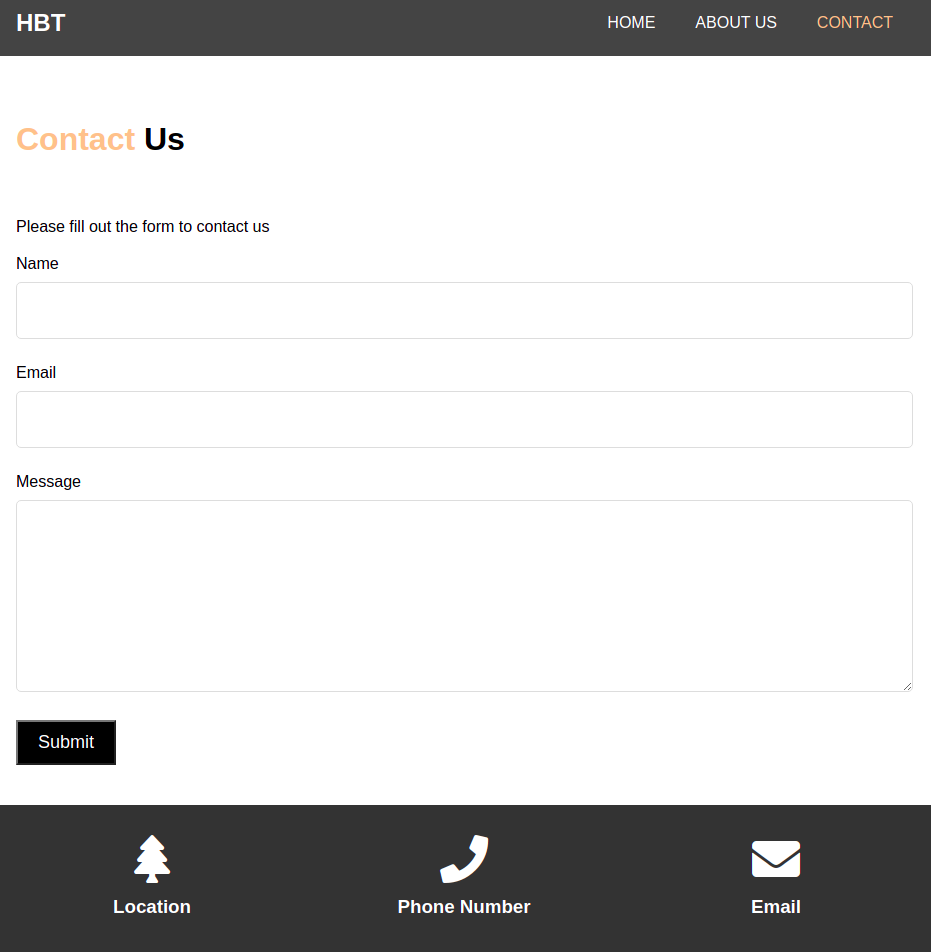 HBT HOME ABOUT US CONTACT
Contact Us
Please fill out the form to contact us
Name
Email
Message
Submit
Location Phone Number Email